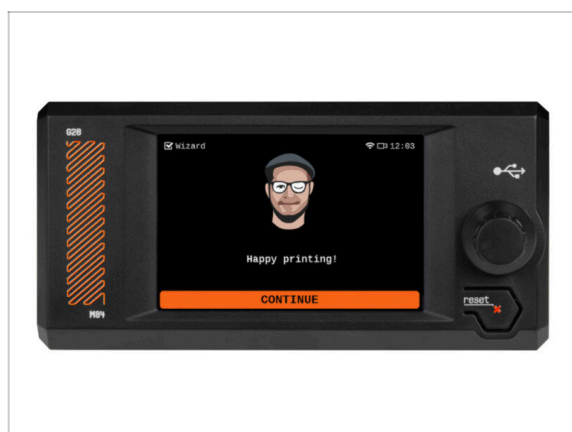 G28
Wizard
12:03
Happy printing!
CONTINUE
reset
M84